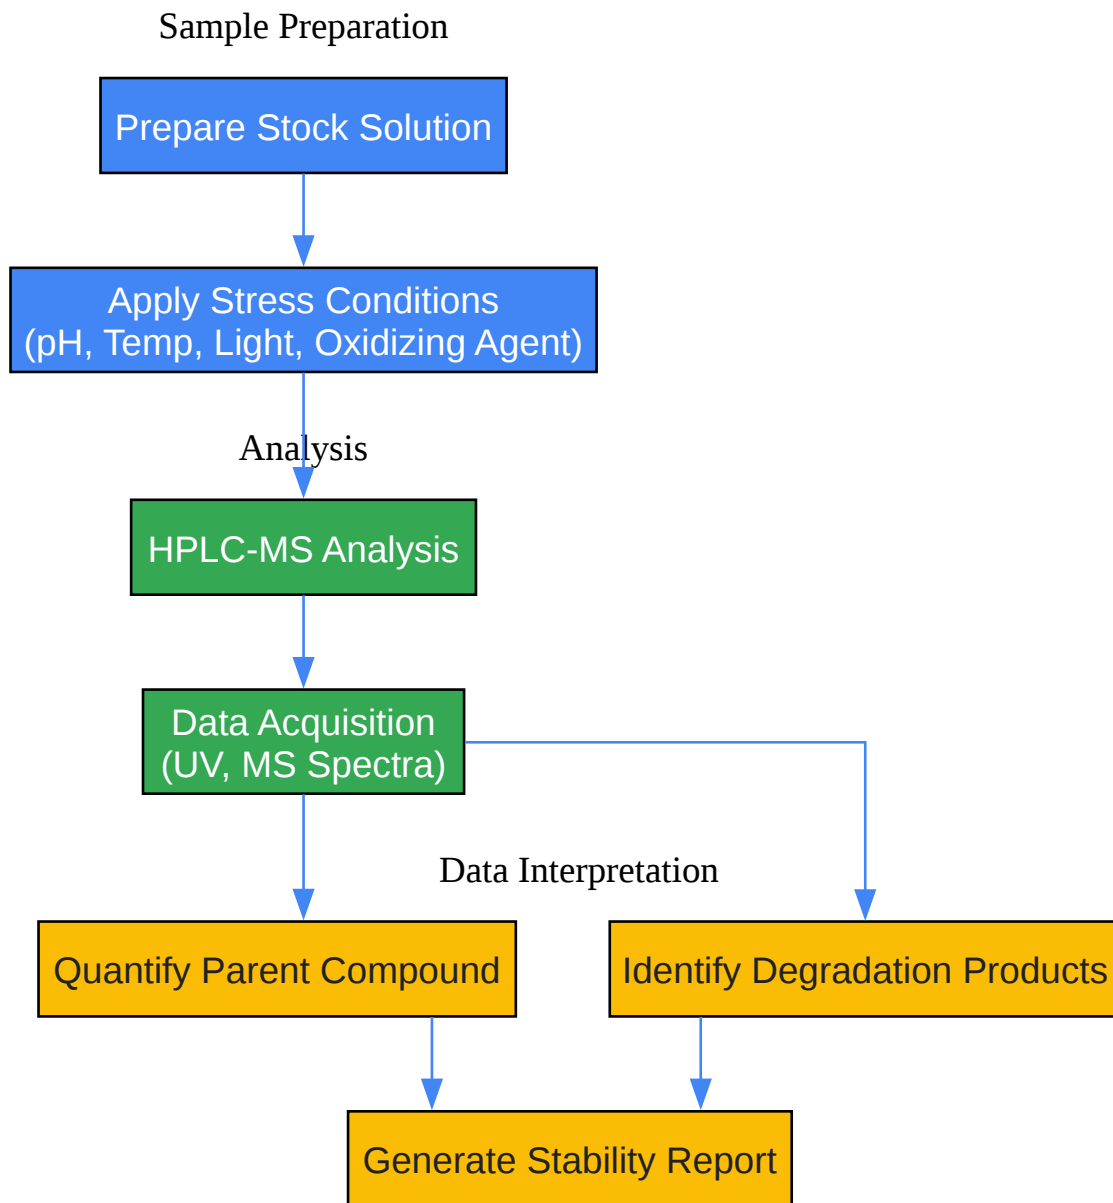 Sample Preparation
Prepare Stock Solution
Apply Stress Conditions
(pH, Temp, Light, Oxidizing Agent)
Analysis
HPLC-MS Analysis
Data Acquisition
(UV, MS Spectra)
Data Interpretation
Quantify Parent Compound
Identify Degradation Products
Generate Stability Report